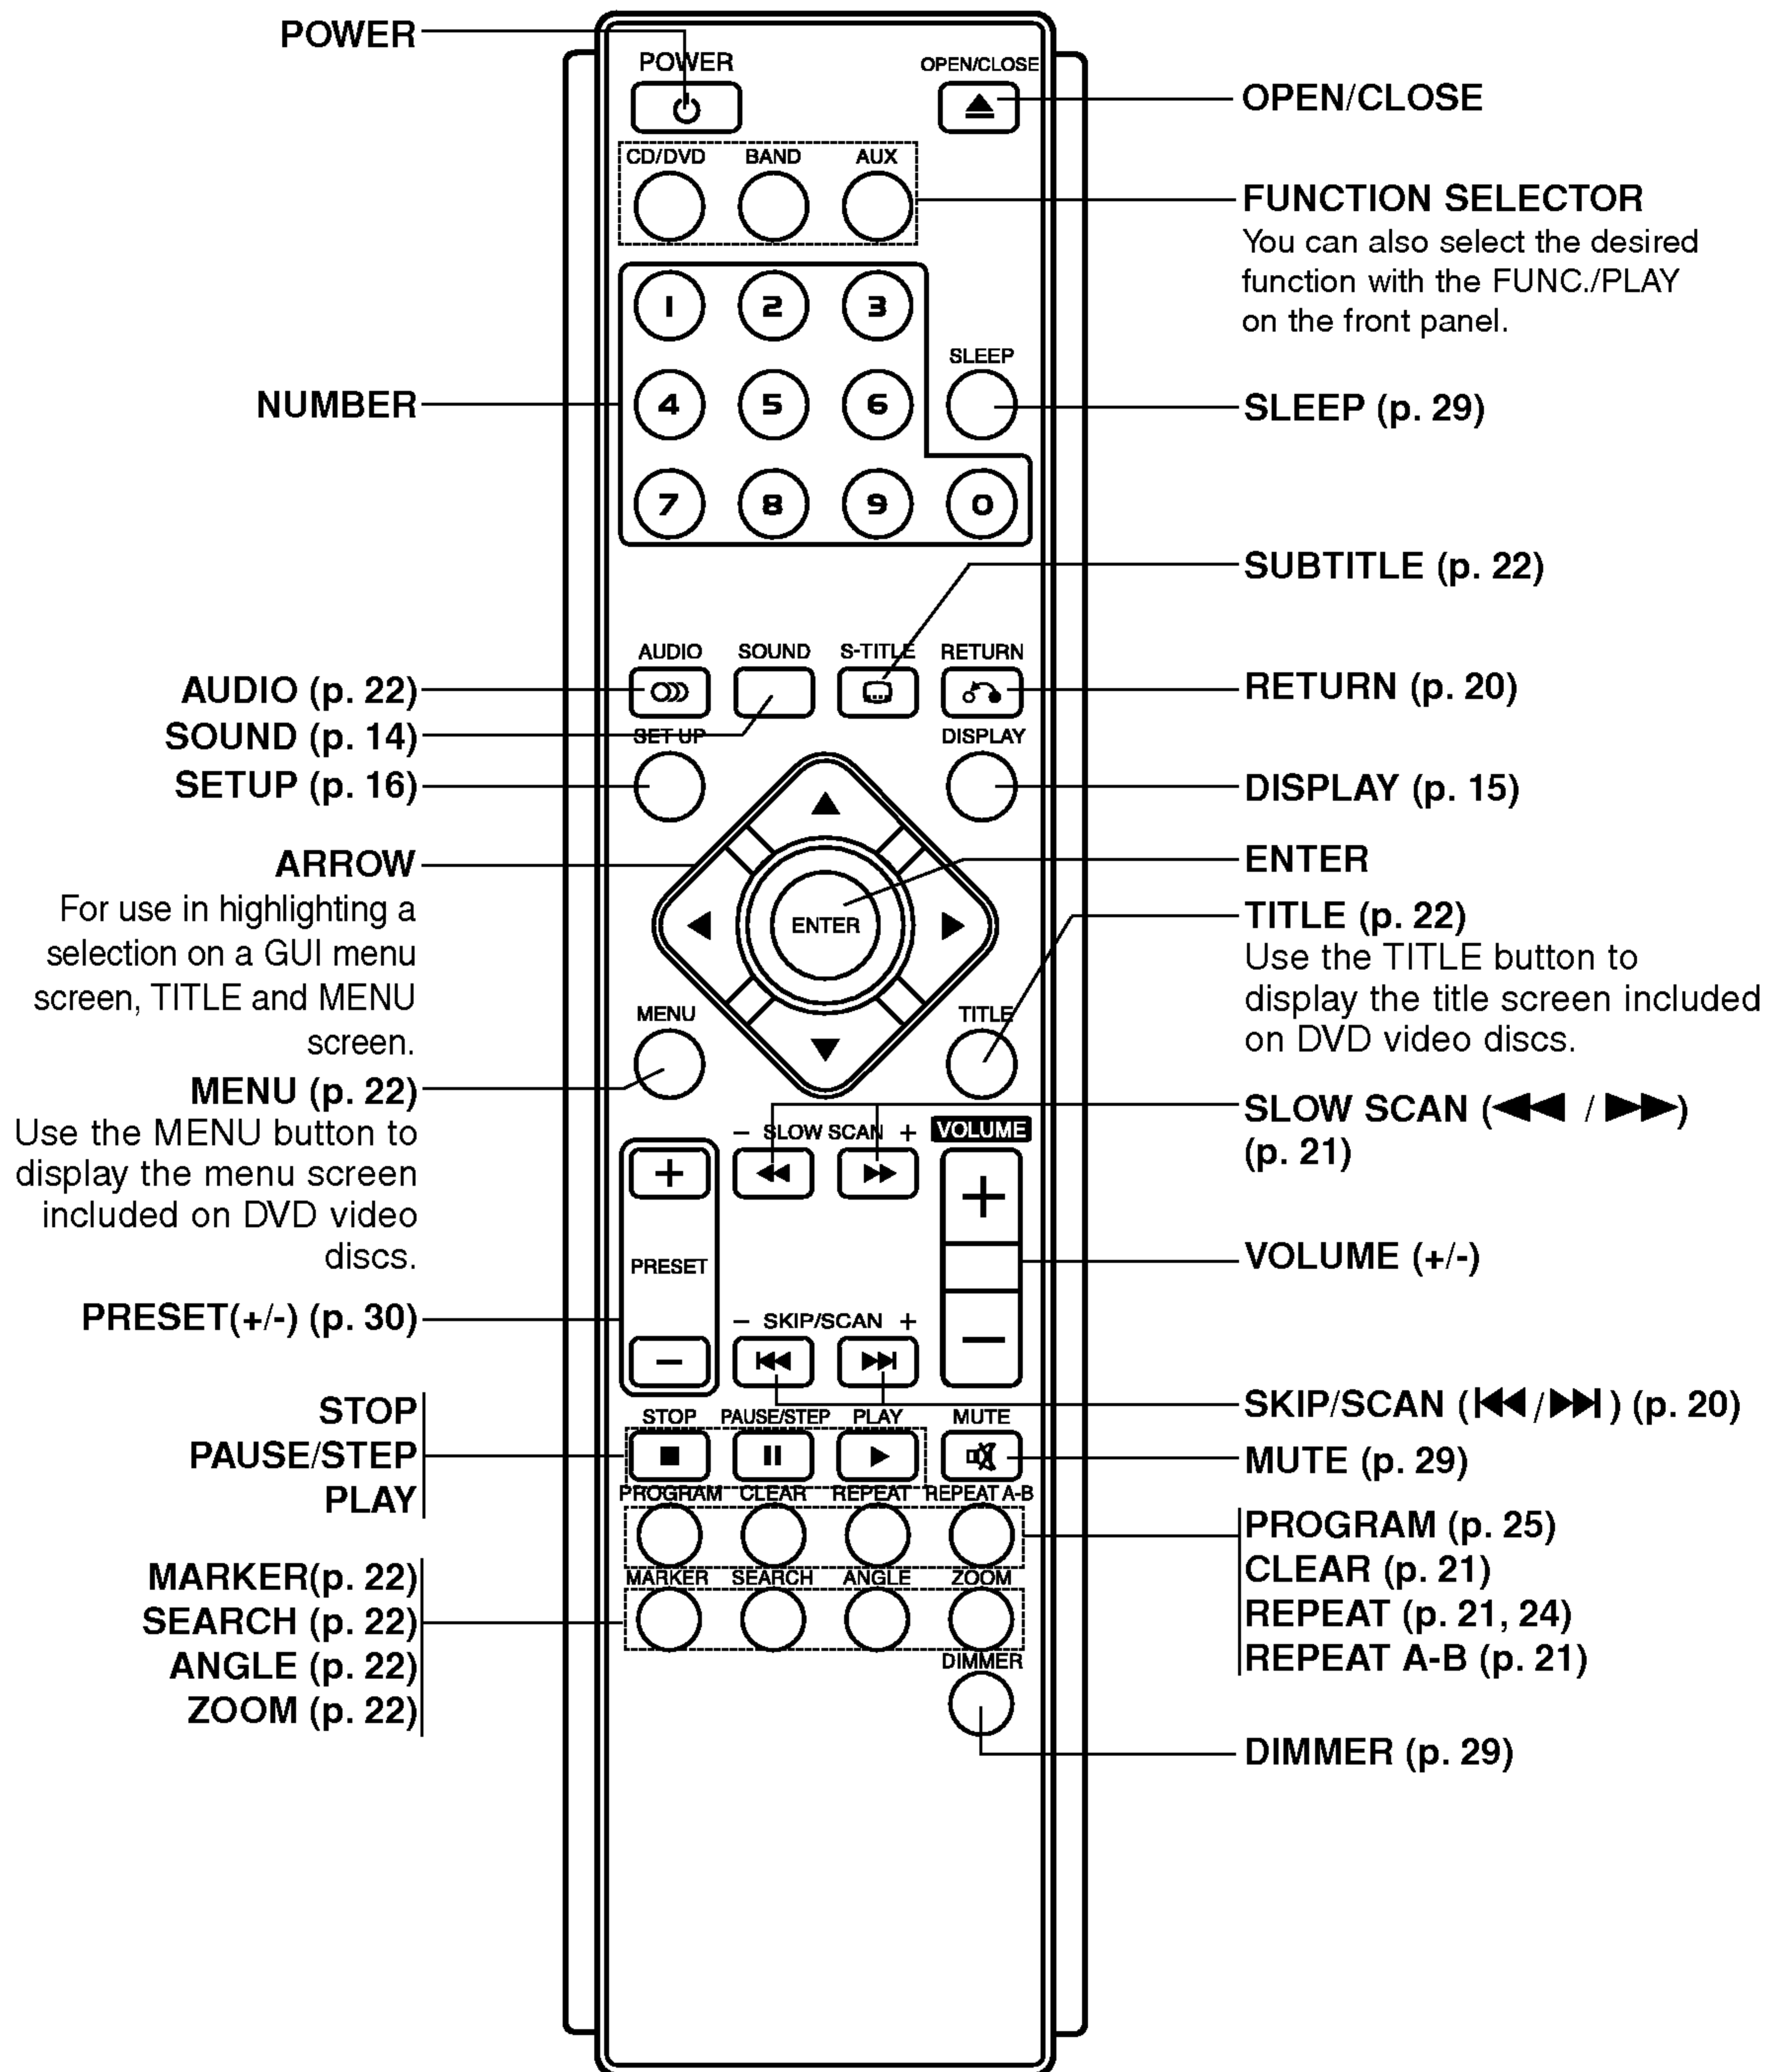 POWER
OPEN/CLOSE
FUNCTION SELECTOR
You can also select the desired
function with the FUNC./PLAY
on the front panel.
NUMBER
SLEEP (p. 29)
SUBTITLE (p. 22)
AUDIO (p. 22)
SOUND (p. 14)
SETUP (p. 16)
RETURN (p. 20)
DISPLAY (p. 15)
ARROW
For use in highlighting a
selection on a GUI menu
screen, TITLE and MENU
screen.
ENTER
TITLE (p. 22)
Use the TITLE button to
display the title screen included
on DVD video discs.
MENU (p. 22)
Use the MENU button to
display the menu screen
included on DVD video
discs.
SLOW SCAN (◀◀ / ▶▶)
(p. 21)
VOLUME (+/-)
PRESET(+/-) (p. 30)
SKIP/SCAN (|◀◀/▶▶|) (p. 20)
STOP
PAUSE/STEP
PLAY
MUTE (p. 29)
PROGRAM (p. 25)
CLEAR (p. 21)
REPEAT (p. 21, 24)
REPEAT A-B (p. 21)
MARKER(p. 22)
SEARCH (p. 22)
ANGLE (p. 22)
ZOOM (p. 22)
DIMMER (p. 29)
POWER OPEN/CLOSE
CD/DVD BAND AUX
1 2 3
SLEEP
4 5 6
7 8 9 0
AUDIO SOUND S-TITLE RETURN
SET UP DISPLAY
ENTER
MENU TITLE
− SLOW SCAN + VOLUME
+ +
PRESET
− SKIP/SCAN +
− −
STOP PAUSE/STEP PLAY MUTE
PROGRAM CLEAR REPEAT REPEAT A-B
MARKER SEARCH ANGLE ZOOM
DIMMER